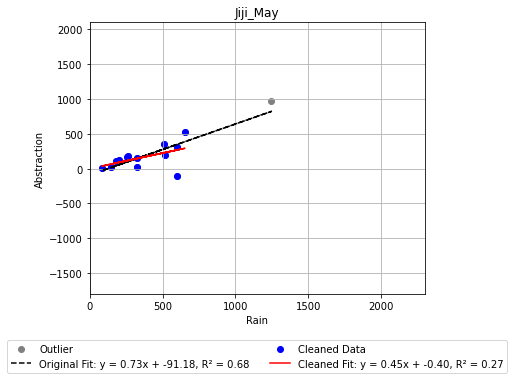 Jiji_May
2000
1500
1000
500
0
−500
−1000
−1500
Abstraction
0 500 1000 1500 2000
Rain
Outlier Cleaned Data
Original Fit: y = 0.73x + -91.18, R² = 0.68 Cleaned Fit: y = 0.45x + -0.40, R² = 0.27